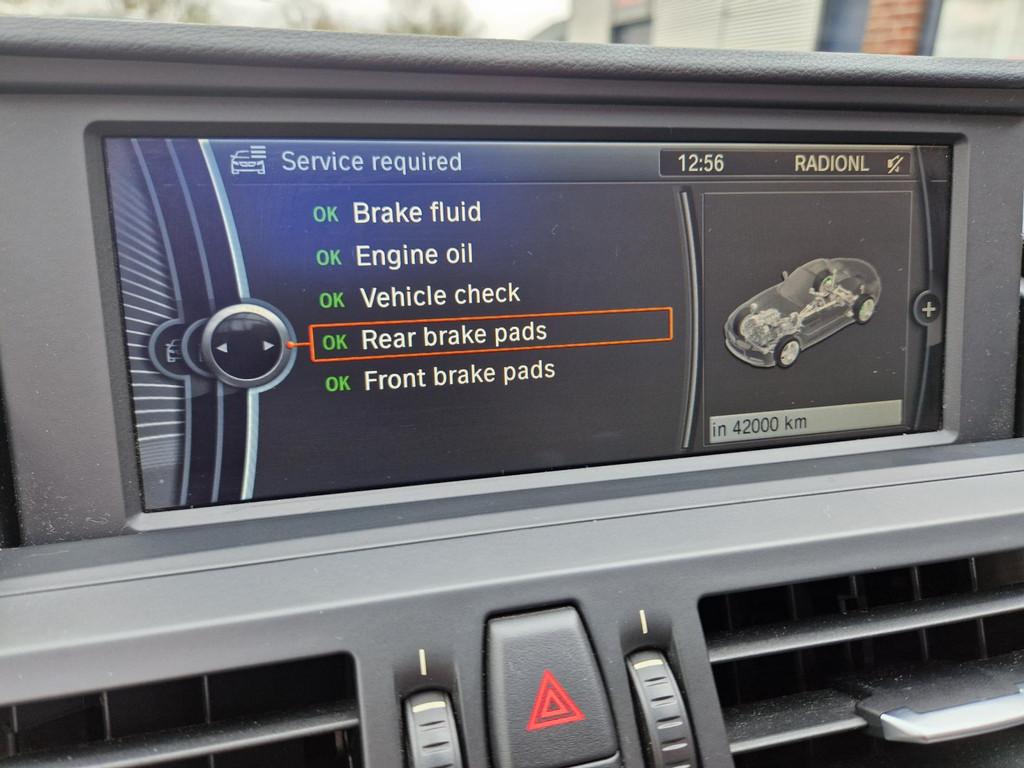 Service required
12:56 RADIONL
OK Brake fluid
OK Engine oil
OK Vehicle check
OK Rear brake pads
OK Front brake pads
in 42000 km